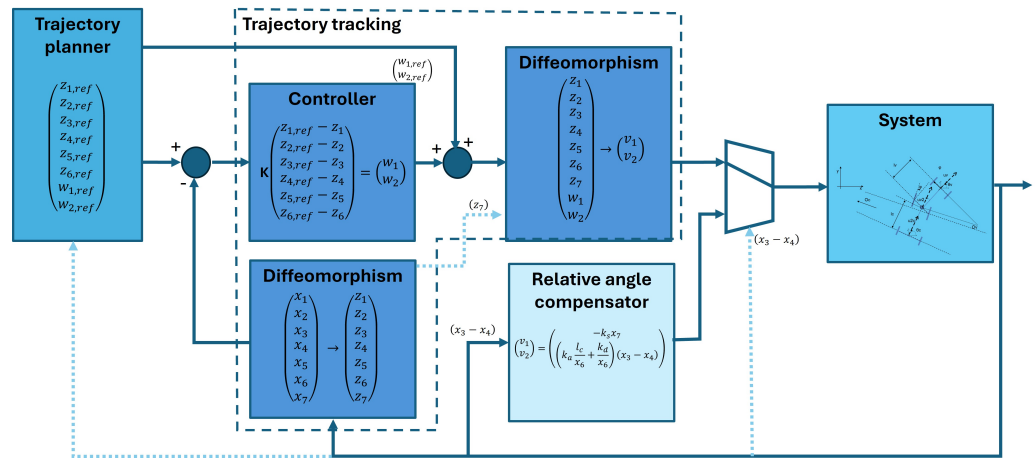 Trajectory planner
z1,ref
z2,ref
z3,ref
z4,ref
z5,ref
z6,ref
w1,ref
w2,ref
+
-
Trajectory tracking
(w1,ref
w2,ref)
Controller
K
z1,ref − z1
z2,ref − z2
z3,ref − z3
z4,ref − z4
z5,ref − z5
z6,ref − z6
= (w1
w2)
+
+
Diffeomorphism
z1
z2
z3
z4
z5
z6
z7
w1
w2
→ (v1
v2)
(z7)
Diffeomorphism
x1
x2
x3
x4
x5
x6
x7
→
z1
z2
z3
z4
z5
z6
z7
(x3 − x4)
Relative angle
compensator
(v1
v2) =
−ksx7
(ka lc/x6 + kd/x6)(x3 − x4)
(x3 − x4)
System